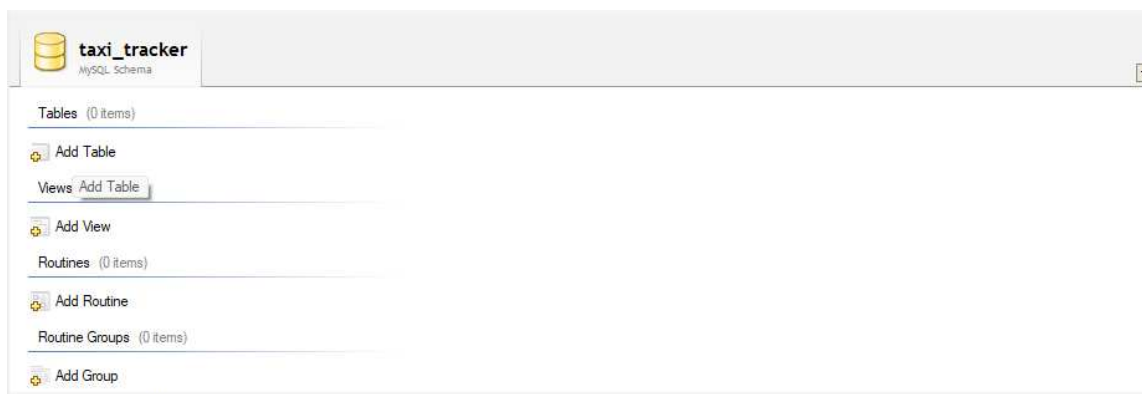 taxi_tracker
MySQL Schema
Tables (0 items)
Add Table
Views Add Table
Add View
Routines (0 items)
Add Routine
Routine Groups (0 items)
Add Group